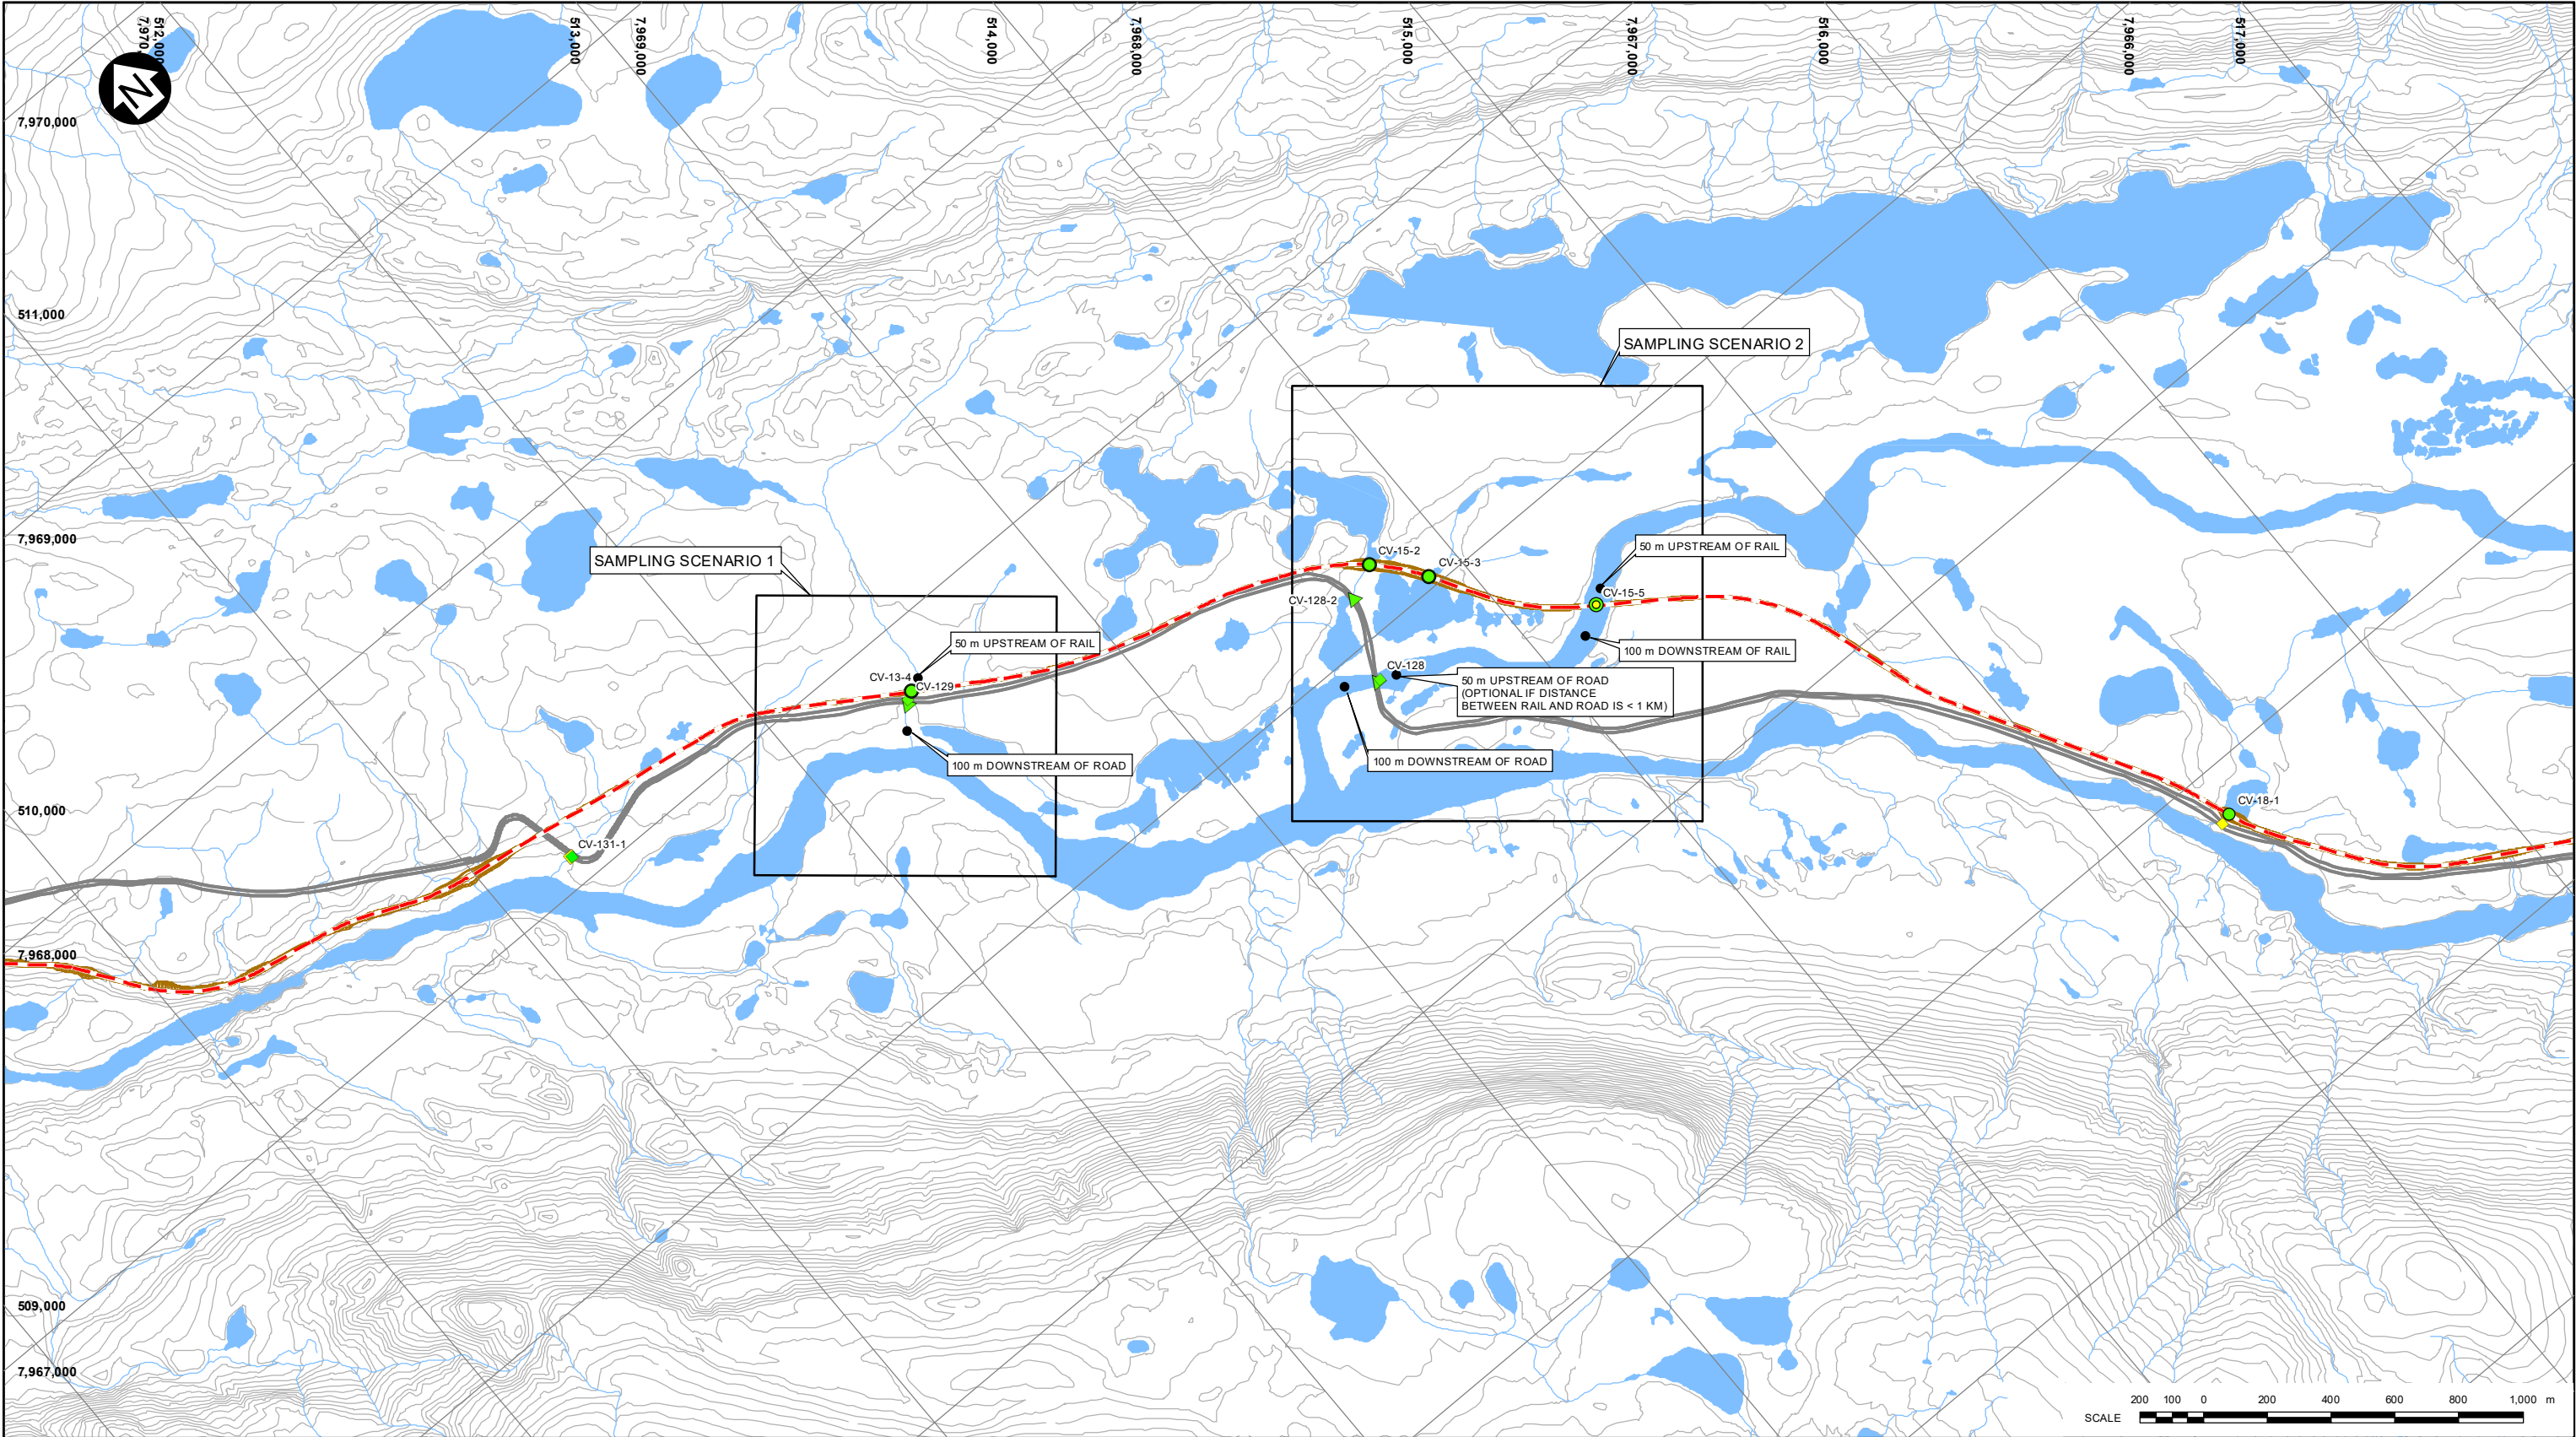 512,000
7,970,
513,000
7,969,000
514,000
7,968,000
515,000
7,967,000
516,000
7,966,000
517,000
N
7,970,000
511,000
7,969,000
510,000
7,968,000
509,000
7,967,000
SAMPLING SCENARIO 1
50 m UPSTREAM OF RAIL
CV-13-4
CV-129
100 m DOWNSTREAM OF ROAD
CV-131-1
SAMPLING SCENARIO 2
CV-15-2
CV-15-3
50 m UPSTREAM OF RAIL
CV-15-5
CV-128-2
100 m DOWNSTREAM OF RAIL
CV-128
50 m UPSTREAM OF ROAD
(OPTIONAL IF DISTANCE
BETWEEN RAIL AND ROAD IS < 1 KM)
100 m DOWNSTREAM OF ROAD
CV-18-1
200 100 0 200 400 600 800 1,000 m
SCALE